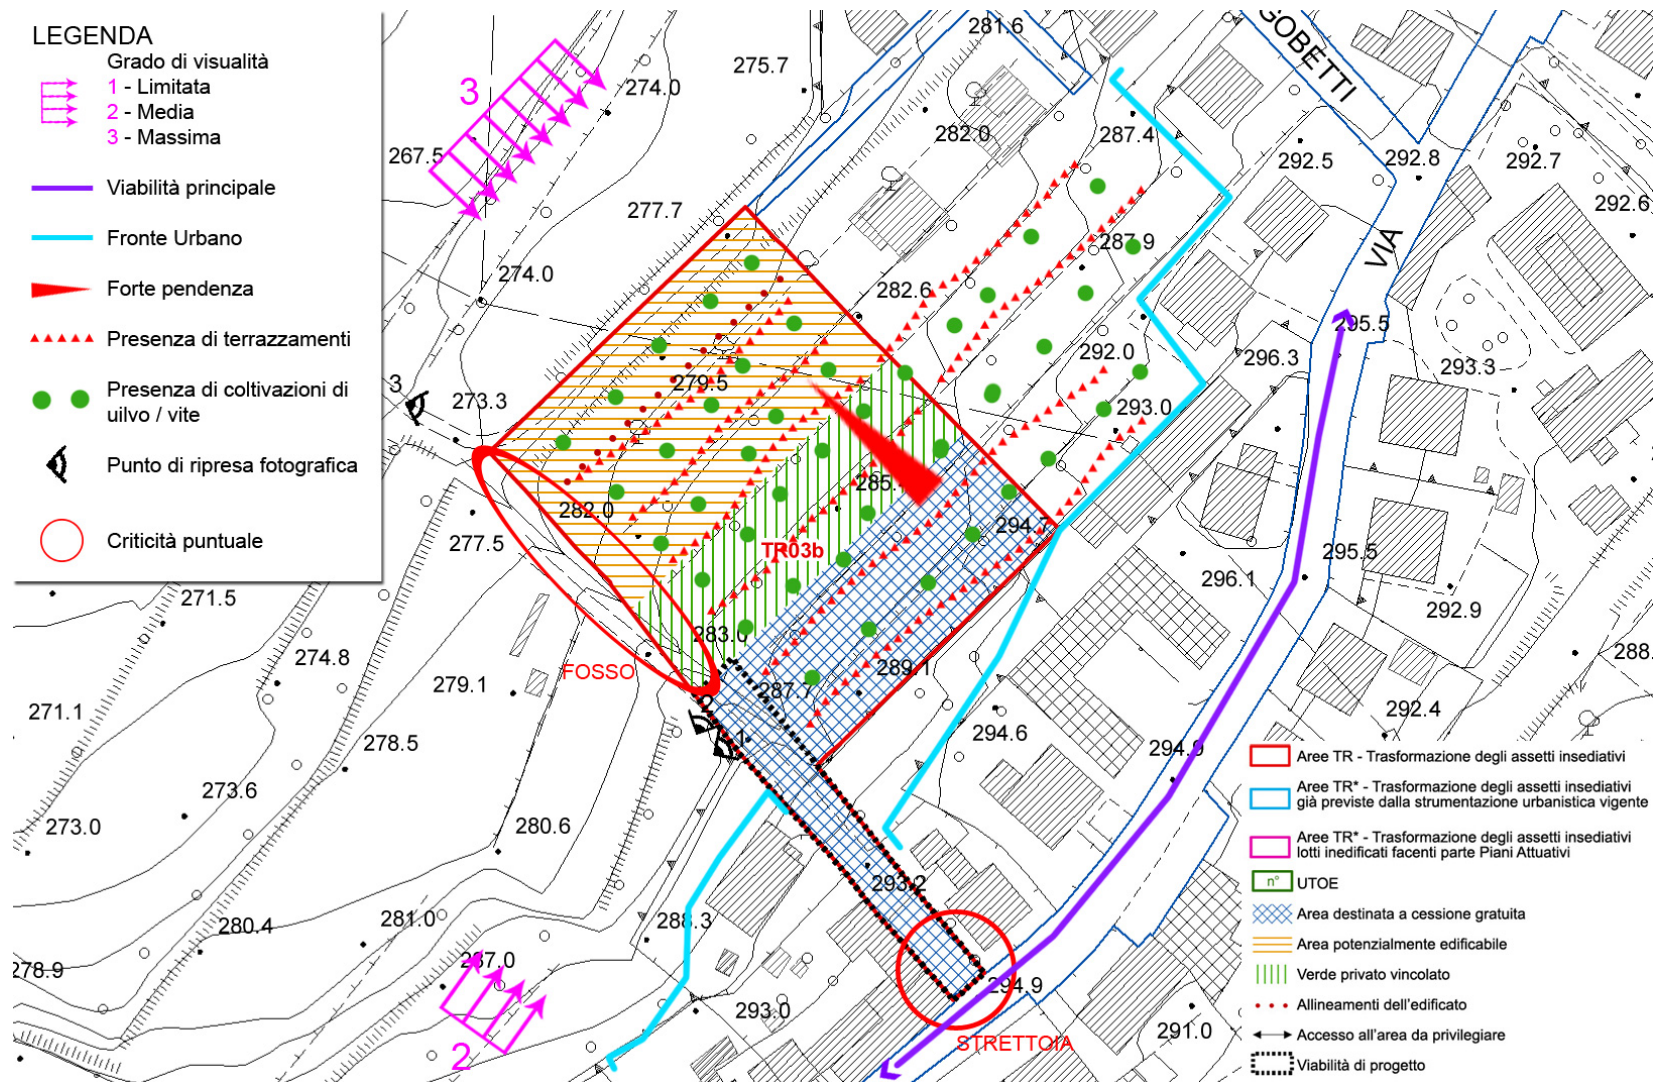 LEGENDA
Grado di visualità
1 - Limitata
2 - Media
3 - Massima
Viabilità principale
Fronte Urbano
Forte pendenza
Presenza di terrazzamenti
Presenza di coltivazioni di
uilvo / vite
Punto di ripresa fotografica
Criticità puntuale
3
267.5
274.0
275.7
281.6
GOBETTI
282.0
287.4
292.5
292.8
292.7
292.6
277.7
274.0
287.9
VIA
282.6
295.5
292.0
296.3
293.3
3
273.3
279.5
293.0
285.
282.0
294.7
277.5
TR03b
295.5
296.1
271.5
292.9
283.0
274.8
288.
FOSSO
289.1
279.1
287.7
271.1
292.4
1
294.6
278.5
294.9
273.6
273.0
280.6
293.2
281.0
288.3
280.4
287.0
278.9
294.9
293.0
291.0
2
STRETTOIA
Aree TR - Trasformazione degli assetti insediativi
Aree TR* - Trasformazione degli assetti insediativi
già previste dalla strumentazione urbanistica vigente
Aree TR* - Trasformazione degli assetti insediativi
lotti inedificati facenti parte Piani Attuativi
n° UTOE
Area destinata a cessione gratuita
Area potenzialmente edificabile
Verde privato vincolato
Allineamenti dell'edificato
Accesso all'area da privilegiare
Viabilità di progetto